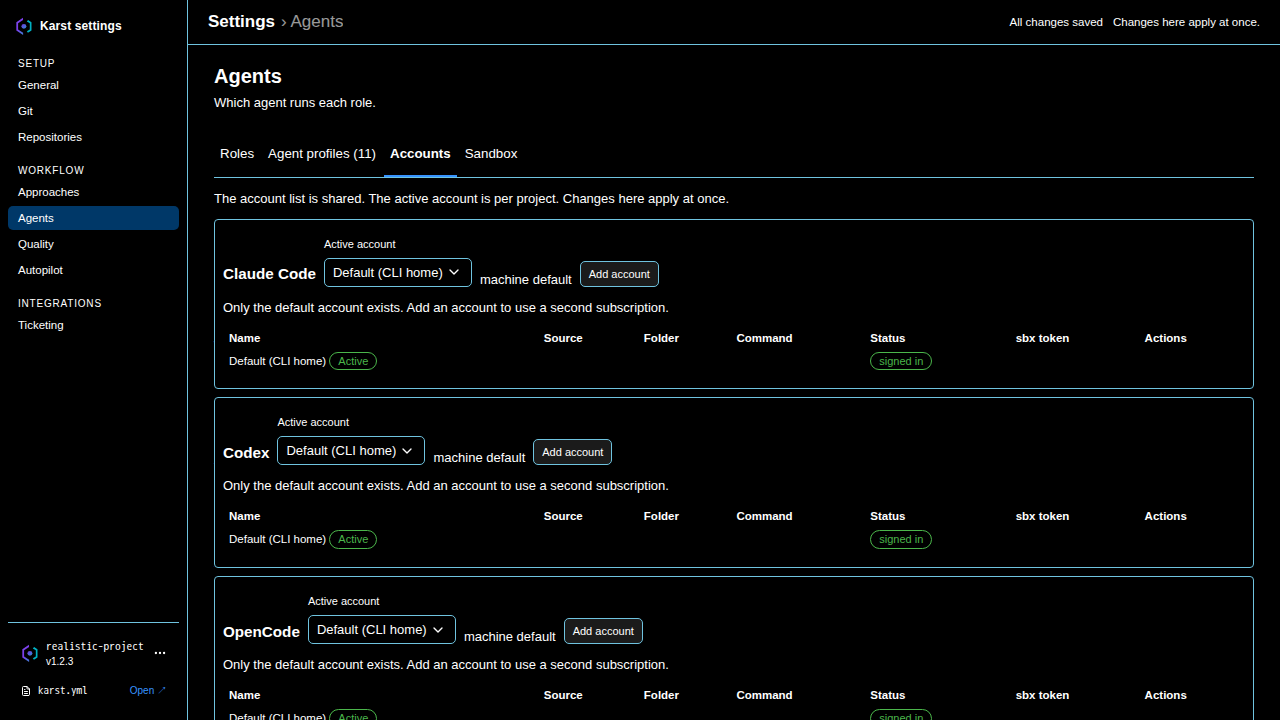 Karst settings
SETUP
General
Git
Repositories
WORKFLOW
Approaches
Agents
Quality
Autopilot
INTEGRATIONS
Ticketing
realistic-project
v1.2.3
karst.yml Open ↗
Settings › Agents
All changes saved Changes here apply at once.
Agents
Which agent runs each role.
Roles Agent profiles (11) Accounts Sandbox
The account list is shared. The active account is per project. Changes here apply at once.
Active account
Claude Code Default (CLI home) machine default Add account
Only the default account exists. Add an account to use a second subscription.
Name Source Folder Command Status sbx token Actions
Default (CLI home) Active signed in
Active account
Codex Default (CLI home) machine default Add account
Only the default account exists. Add an account to use a second subscription.
Name Source Folder Command Status sbx token Actions
Default (CLI home) Active signed in
Active account
OpenCode Default (CLI home) machine default Add account
Only the default account exists. Add an account to use a second subscription.
Name Source Folder Command Status sbx token Actions
Default (CLI home) Active signed in